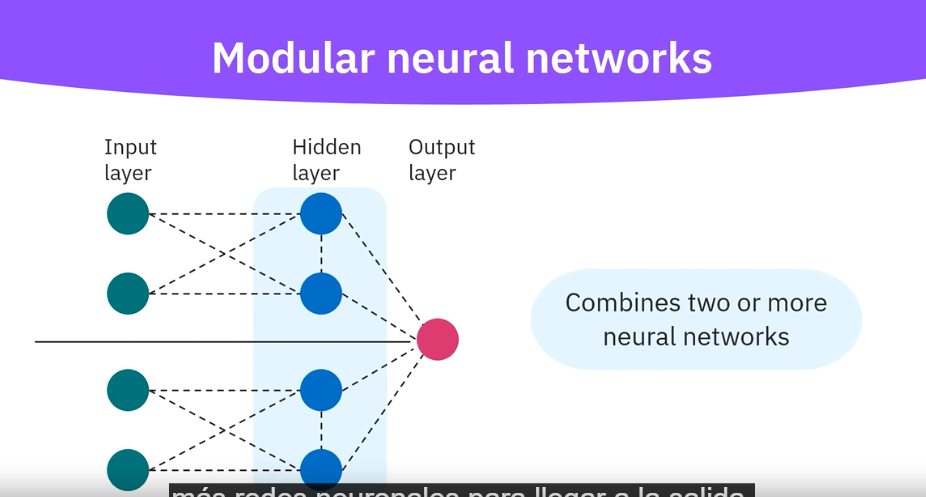 Modular neural networks
Input
layer
Hidden
layer
Output
layer
Combines two or more
neural networks
más redes neuronales para llegar a la salida.